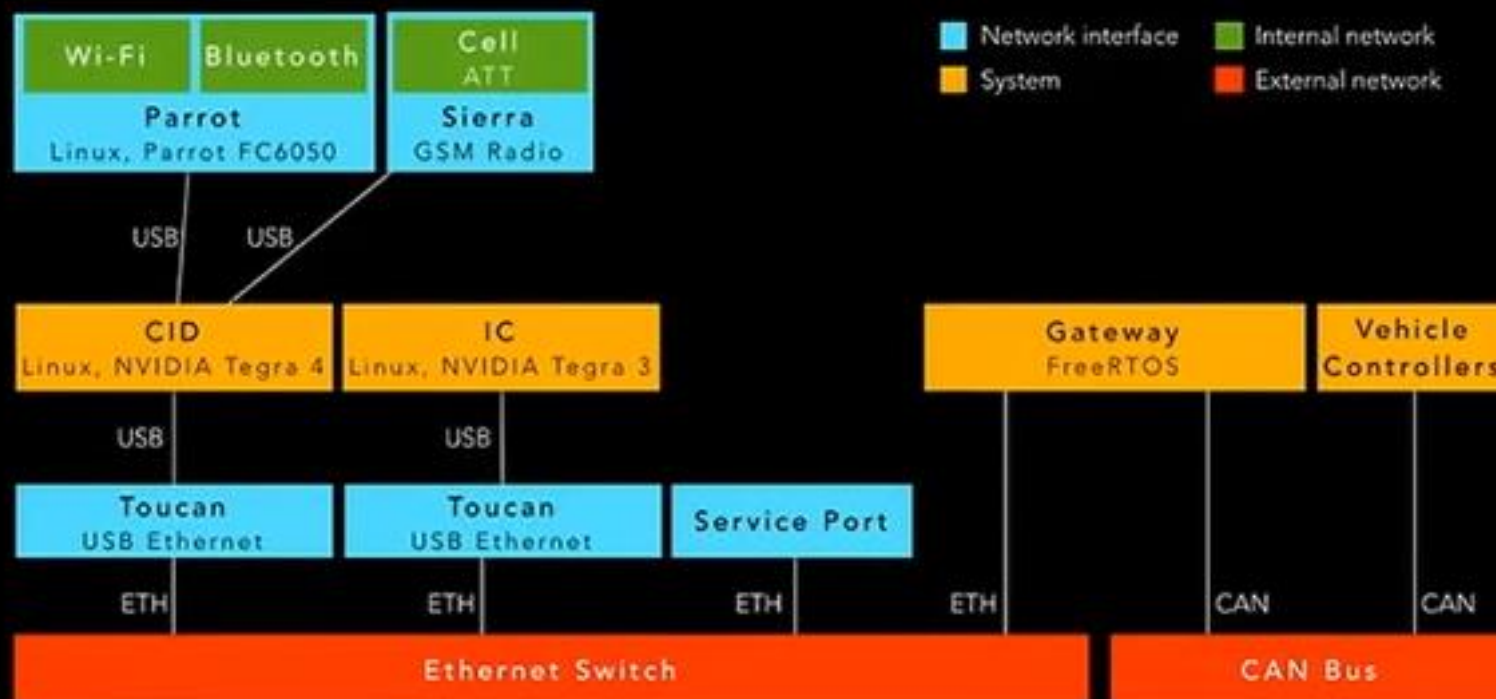 Wi-Fi
Bluetooth
Cell
ATT
Network interface
Internal network
System
External network
Parrot
Linux, Parrot FC6050
Sierra
GSM Radio
USB
USB
CID
Linux, NVIDIA Tegra 4
IC
Linux, NVIDIA Tegra 3
Gateway
FreeRTOS
Vehicle
Controllers
USB
USB
Toucan
USB Ethernet
Toucan
USB Ethernet
Service Port
ETH
ETH
ETH
ETH
CAN
CAN
Ethernet Switch
CAN Bus